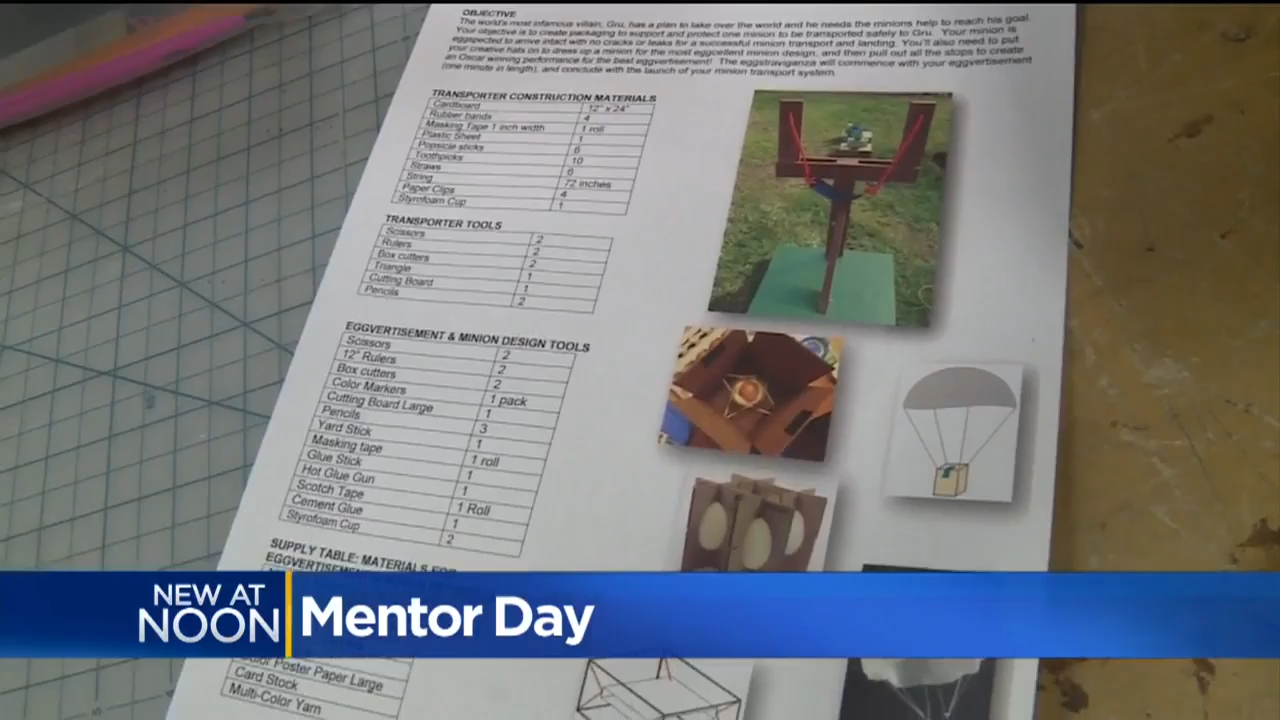 OBJECTIVE
The world's most infamous villain, Gru, has a plan to take over the world and he needs the minions help to reach his goal.
Your objective is to create packaging to support and protect one minion to be transported safely to Gru. Your minion is
eggspected to arrive intact with no cracks or leaks for a successful minion transport and landing. You'll also need to put
your creative hats on to dress up a minion for the most eggcellent minion design, and then pull out all the stops to create
an Oscar winning performance for the best eggvertisement! The eggstraviganza will commence with your eggvertisement
(one minute in length), and conclude with the launch of your minion transport system.
TRANSPORTER CONSTRUCTION MATERIALS
Cardboard 12" x 24"
Rubber bands 4
Masking Tape 1 inch width 1 roll
Plastic Sheet 1
Popsicle sticks 6
Toothpicks 10
Straws 6
String 72 inches
Paper Clips 4
Styrofoam Cup 1
TRANSPORTER TOOLS
Scissors 2
Rulers 2
Box cutters 2
Triangle 1
Cutting Board 1
Pencils 2
EGGVERTISEMENT & MINION DESIGN TOOLS
Scissors 2
12" Rulers 2
Box cutters 2
Color Markers 1 pack
Cutting Board Large 1
Pencils 3
Yard Stick 1
Masking tape 1 roll
Glue Stick 1
Hot Glue Gun 1
Scotch Tape 1 Roll
Cement Glue 1
Styrofoam Cup 2
SUPPLY TABLE: MATERIALS FOR
NEW AT
NOON
Mentor Day
Color Poster Paper Large
Card Stock
Multi-Color Yarn